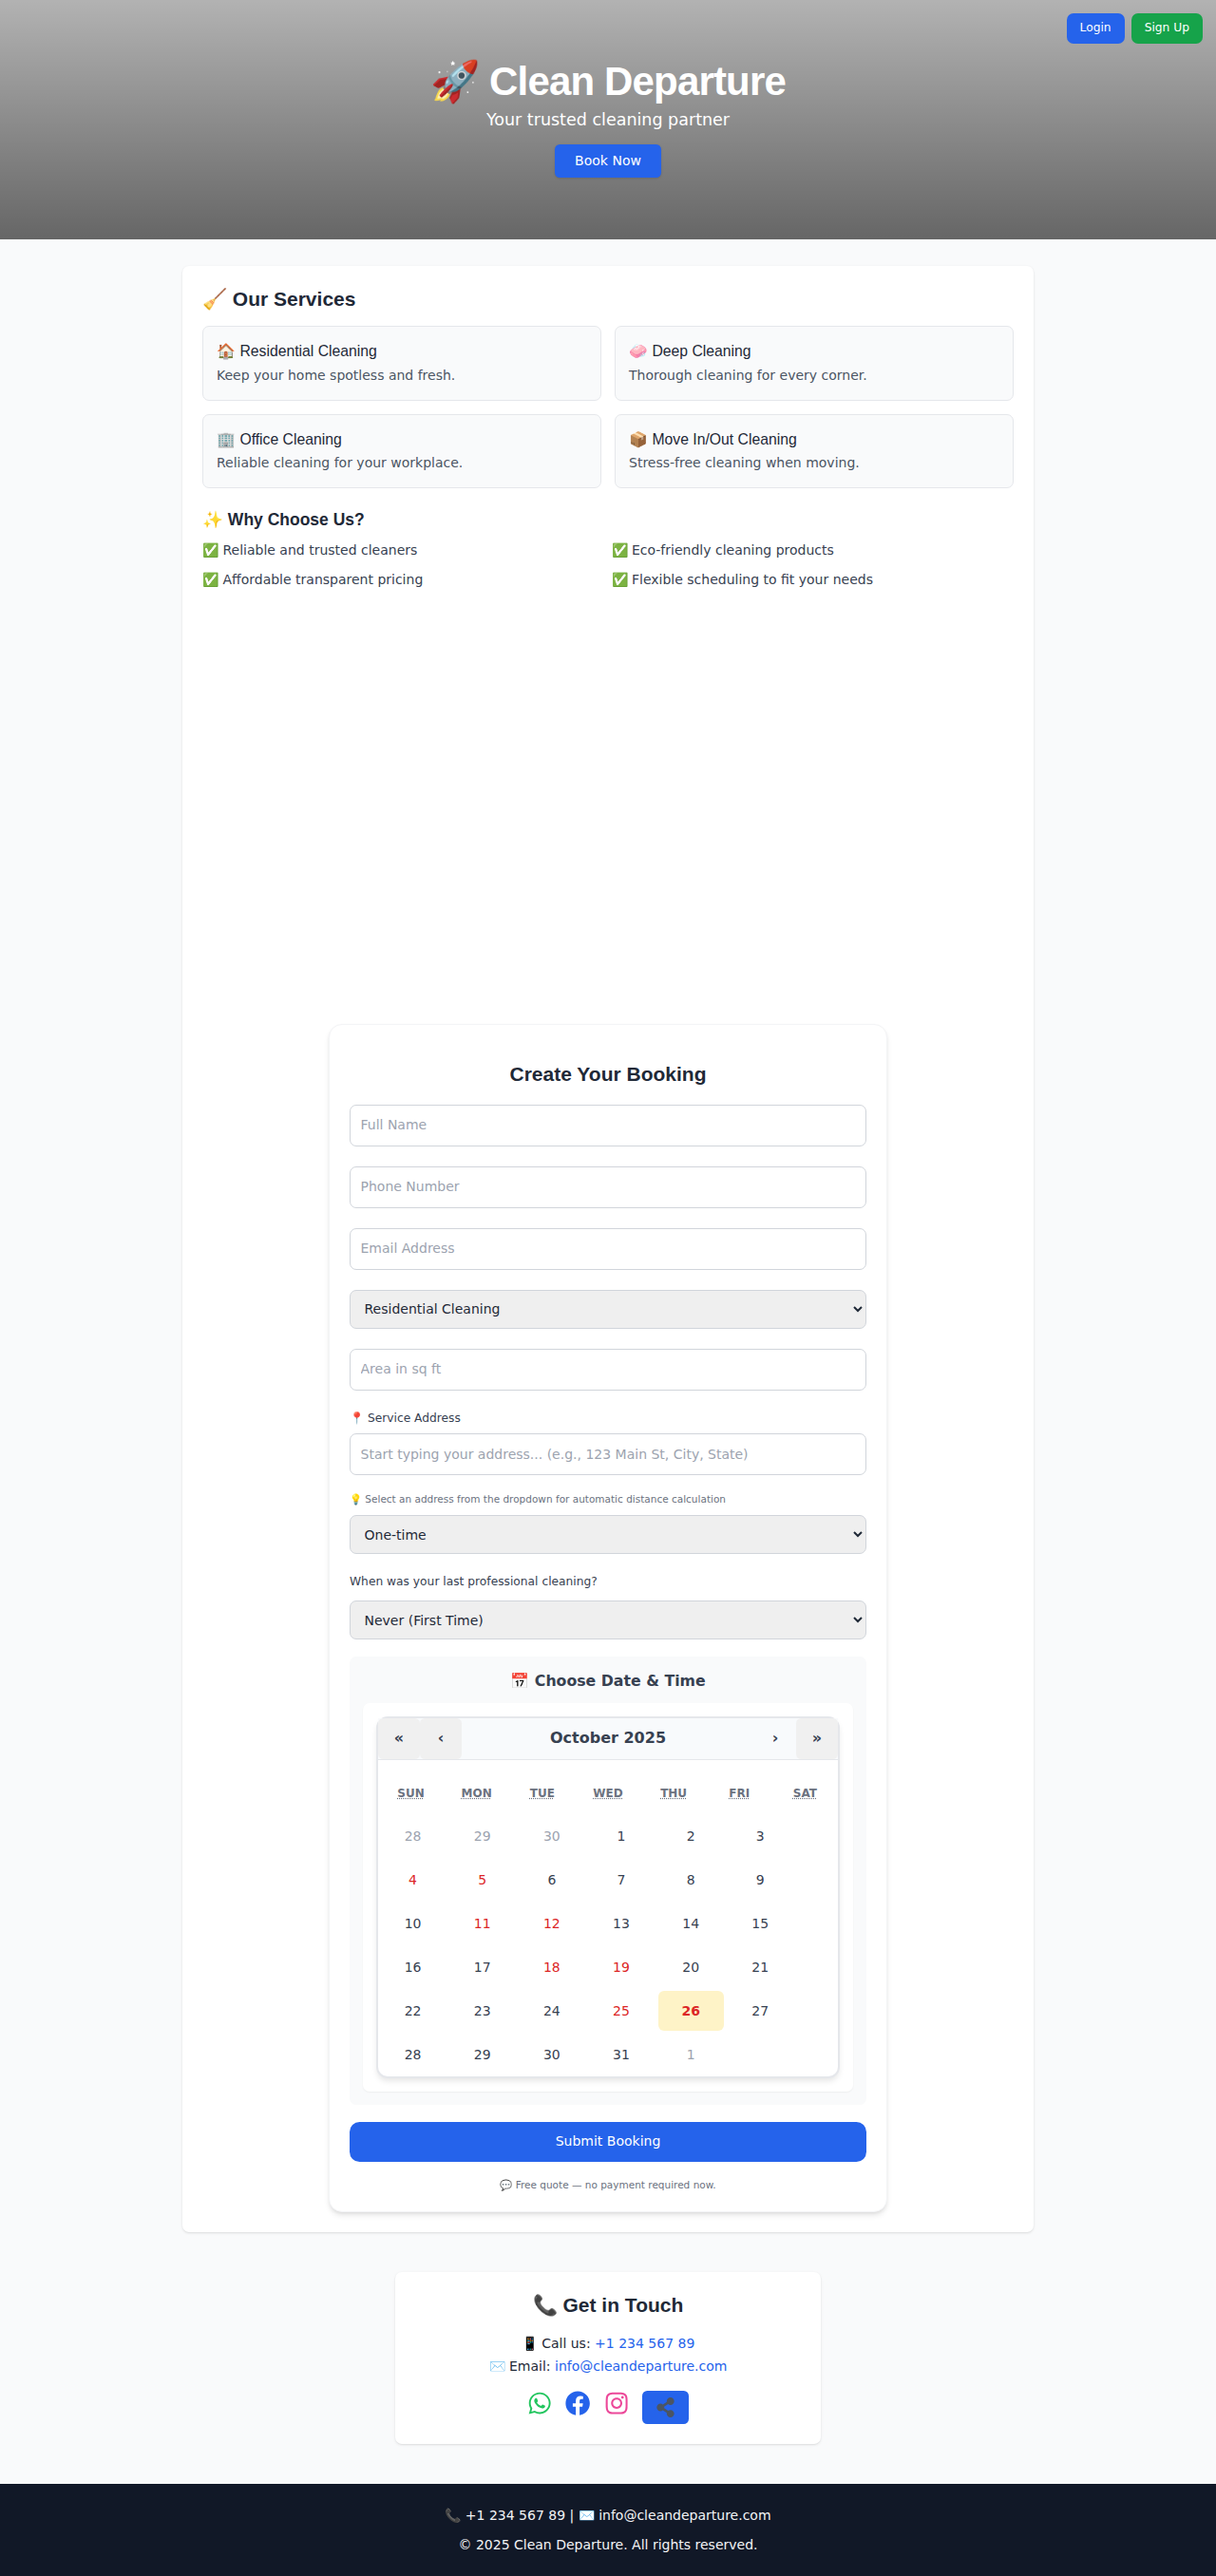 Login Sign Up
🚀 Clean Departure
Your trusted cleaning partner
Book Now
🧹 Our Services
🏠 Residential Cleaning
Keep your home spotless and fresh.
🧼 Deep Cleaning
Thorough cleaning for every corner.
🏢 Office Cleaning
Reliable cleaning for your workplace.
📦 Move In/Out Cleaning
Stress-free cleaning when moving.
✨ Why Choose Us?
✅ Reliable and trusted cleaners
✅ Eco-friendly cleaning products
✅ Affordable transparent pricing
✅ Flexible scheduling to fit your needs
Create Your Booking
Full Name
Phone Number
Email Address
Residential Cleaning
Area in sq ft
📍 Service Address
Start typing your address... (e.g., 123 Main St, City, State)
💡 Select an address from the dropdown for automatic distance calculation
One-time
When was your last professional cleaning?
Never (First Time)
📅 Choose Date & Time
« ‹ October 2025 › »
SUN MON TUE WED THU FRI SAT
28 29 30 1 2 3
4 5 6 7 8 9
10 11 12 13 14 15
16 17 18 19 20 21
22 23 24 25 26 27
28 29 30 31 1
Submit Booking
💬 Free quote — no payment required now.
📞 Get in Touch
📱 Call us: +1 234 567 89
✉️ Email: info@cleandeparture.com
📞 +1 234 567 89 | ✉️ info@cleandeparture.com
© 2025 Clean Departure. All rights reserved.